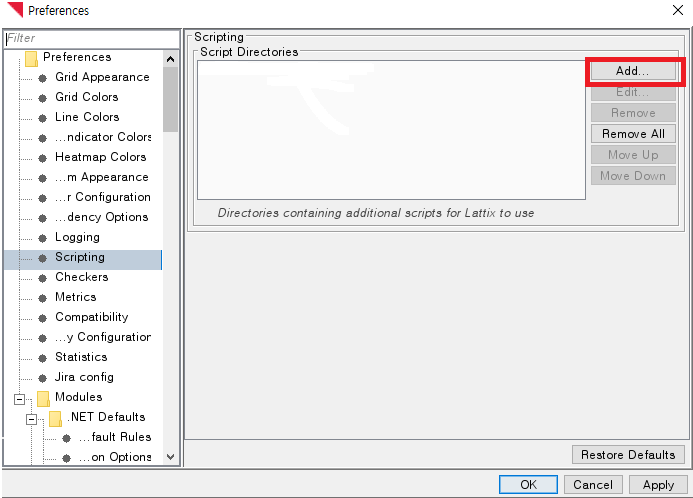 Preferences
Filter
Preferences
Grid Appearance
Grid Colors
Line Colors
...ndicator Colors
Heatmap Colors
...m Appearance
...r Configuration
...dency Options
Logging
Scripting
Checkers
Metrics
Compatibility
...y Configuration
Statistics
Jira config
Modules
.NET Defaults
...fault Rules
...on Options
Scripting
Script Directories
Add...
Edit...
Remove
Remove All
Move Up
Move Down
Directories containing additional scripts for Lattix to use
Restore Defaults
OK
Cancel
Apply